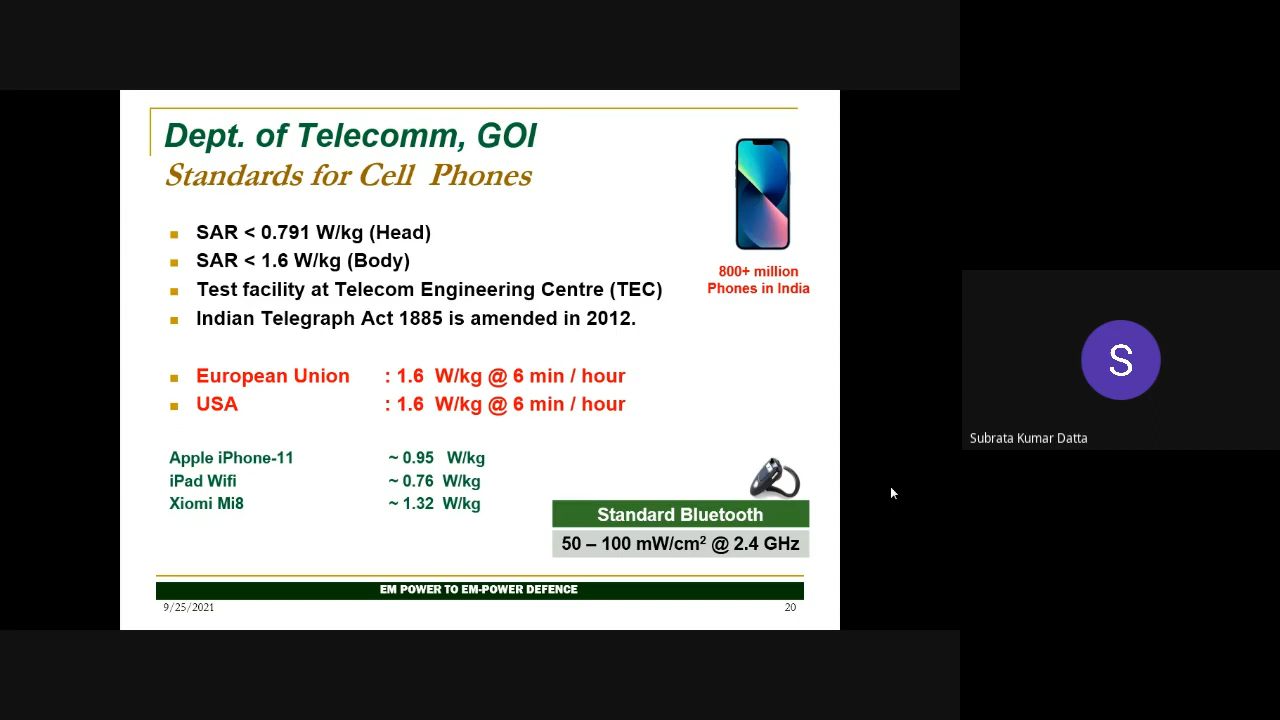 Dept. of Telecomm, GOI
Standards for Cell Phones
SAR < 0.791 W/kg (Head)
SAR < 1.6 W/kg (Body)
Test facility at Telecom Engineering Centre (TEC)
Indian Telegraph Act 1885 is amended in 2012.
800+ million
Phones in India
European Union : 1.6 W/kg @ 6 min / hour
USA : 1.6 W/kg @ 6 min / hour
Apple iPhone-11 ~ 0.95 W/kg
iPad Wifi ~ 0.76 W/kg
Xiomi Mi8 ~ 1.32 W/kg
Standard Bluetooth
50 – 100 mW/cm² @ 2.4 GHz
EM POWER TO EM-POWER DEFENCE
9/25/2021 20
S
Subrata Kumar Datta